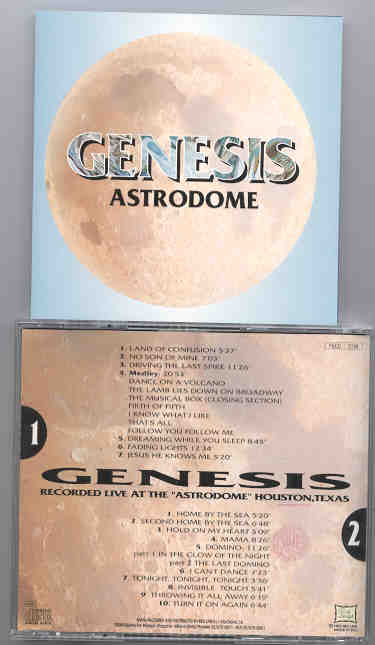 GENESIS
ASTRODOME
1. LAND OF CONFUSION 5'27"
2. NO SON OF MINE 7'03"
3. DRIVING THE LAST SPIKE 11'26"
4. Medley 20'53"
DANCE ON A VOLCANO
THE LAMB LIES DOWN ON BROADWAY
THE MUSICAL BOX (CLOSING SECTION)
FIRTH OF FIFTH
I KNOW WHAT I LIKE
THAT'S ALL
FOLLOW YOU FOLLOW ME
5. DREAMING WHILE YOU SLEEP 8'45"
6. FADING LIGHTS 12'34"
7. JESUS HE KNOWS ME 5'20"
1
GENESIS
RECORDED LIVE AT THE "ASTRODOME" HOUSTON,TEXAS
2
1. HOME BY THE SEA 5'20"
2. SECOND HOME BY THE SEA 6'48"
3. HOLD ON MY HEART 5'09"
4. MAMA 8'26"
5. DOMINO 11'26"
part 1 IN THE GLOW OF THE NIGHT
part 2 THE LAST DOMINO
6. I CAN'T DANCE 7'23"
7. TONIGHT, TONIGHT, TONIGHT 3'36"
8. INVISIBLE TOUCH 5'41"
9. THROWING IT ALL AWAY 6'19"
10. TURN IT ON AGAIN 6'44"